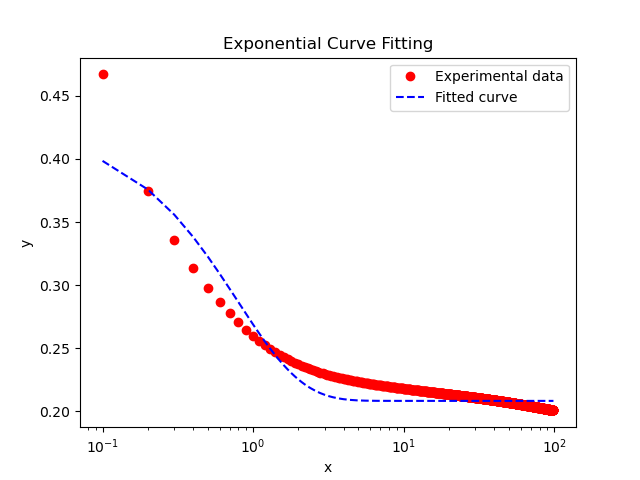 Exponential Curve Fitting
Experimental data
Fitted curve
0.45
0.40
0.35
0.30
0.25
0.20
y
10⁻¹ 10⁰ 10¹ 10²
x